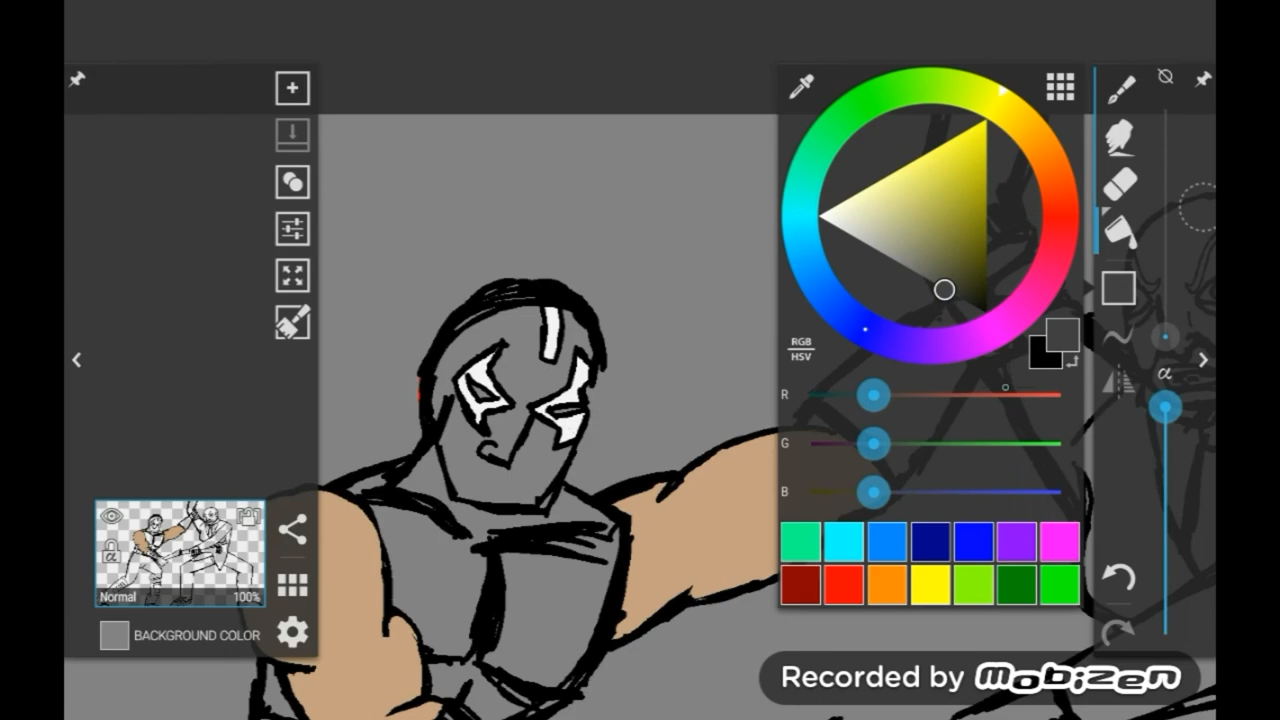 RGB
HSV
R
G
B
α
α
Normal 100%
BACKGROUND COLOR
Recorded by mobizen